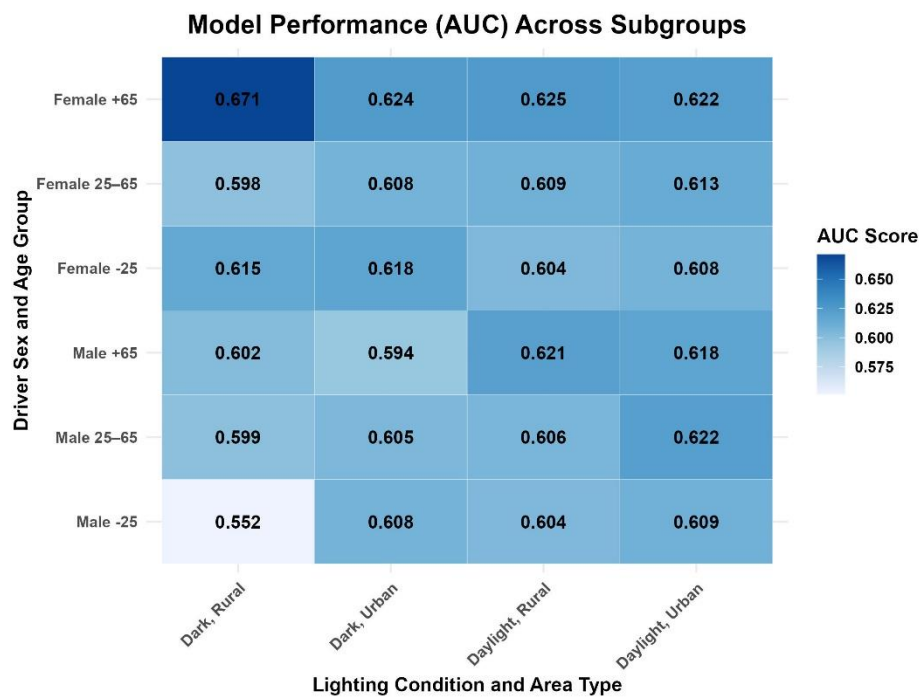 Model Performance (AUC) Across Subgroups
Driver Sex and Age Group
Female +65
0.671
0.624
0.625
0.622
Female 25–65
0.598
0.608
0.609
0.613
Female -25
0.615
0.618
0.604
0.608
Male +65
0.602
0.594
0.621
0.618
Male 25–65
0.599
0.605
0.606
0.622
Male -25
0.552
0.608
0.604
0.609
Dark, Rural
Dark, Urban
Daylight, Rural
Daylight, Urban
Lighting Condition and Area Type
AUC Score
0.650
0.625
0.600
0.575